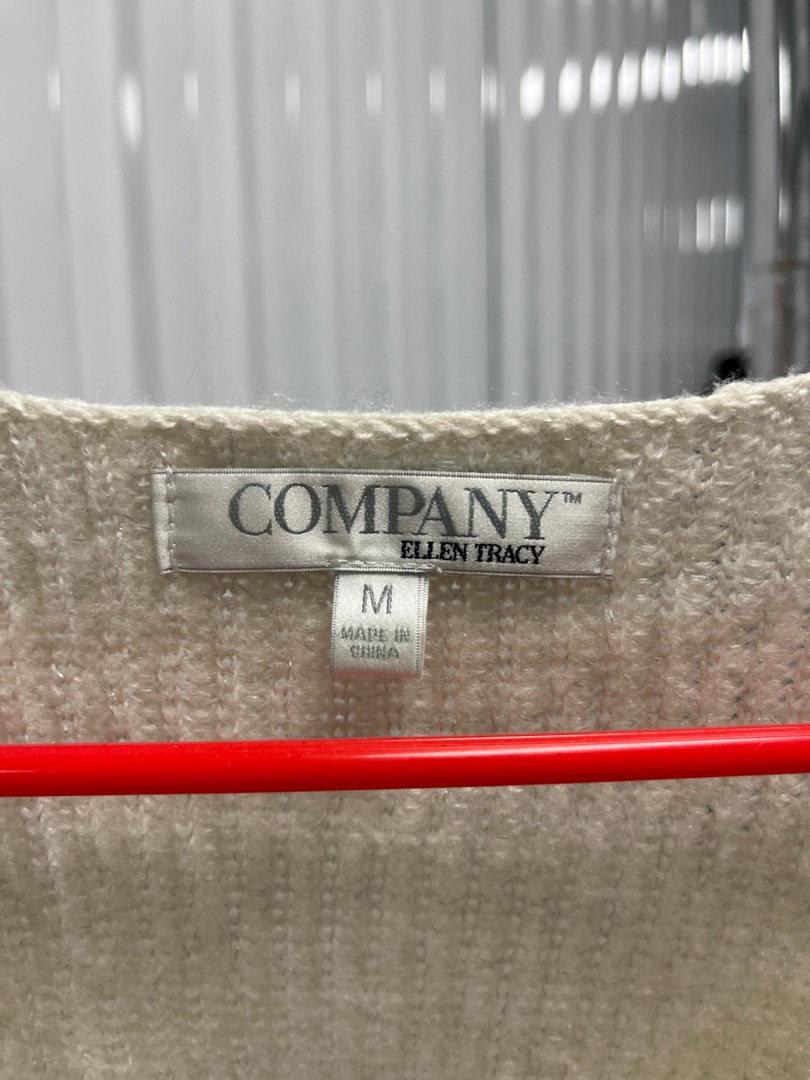 COMPANY™
ELLEN TRACY
M
MADE IN
CHINA